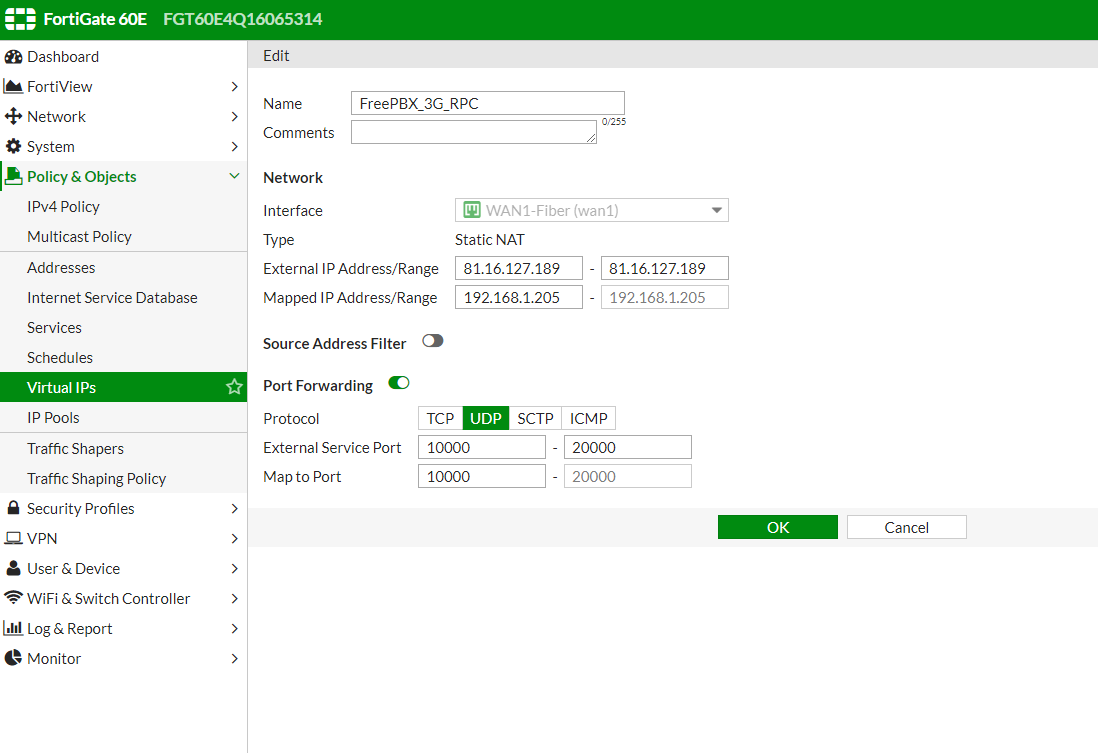 FortiGate 60E FGT60E4Q16065314
Dashboard
FortiView
Network
System
Policy & Objects
IPv4 Policy
Multicast Policy
Addresses
Internet Service Database
Services
Schedules
Virtual IPs
IP Pools
Traffic Shapers
Traffic Shaping Policy
Security Profiles
VPN
User & Device
WiFi & Switch Controller
Log & Report
Monitor
Edit
Name FreePBX_3G_RPC
Comments 0/255
Network
Interface WAN1-Fiber (wan1)
Type Static NAT
External IP Address/Range 81.16.127.189 - 81.16.127.189
Mapped IP Address/Range 192.168.1.205 - 192.168.1.205
Source Address Filter
Port Forwarding
Protocol TCP UDP SCTP ICMP
External Service Port 10000 - 20000
Map to Port 10000 - 20000
OK Cancel